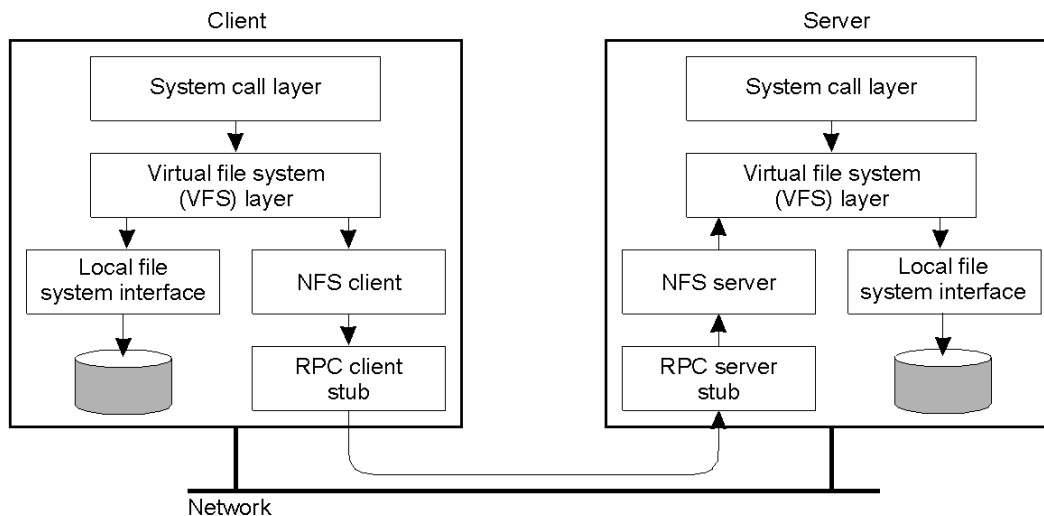 Client
System call layer
Virtual file system
(VFS) layer
Local file
system interface
NFS client
RPC client
stub
Server
System call layer
Virtual file system
(VFS) layer
NFS server
Local file
system interface
RPC server
stub
Network